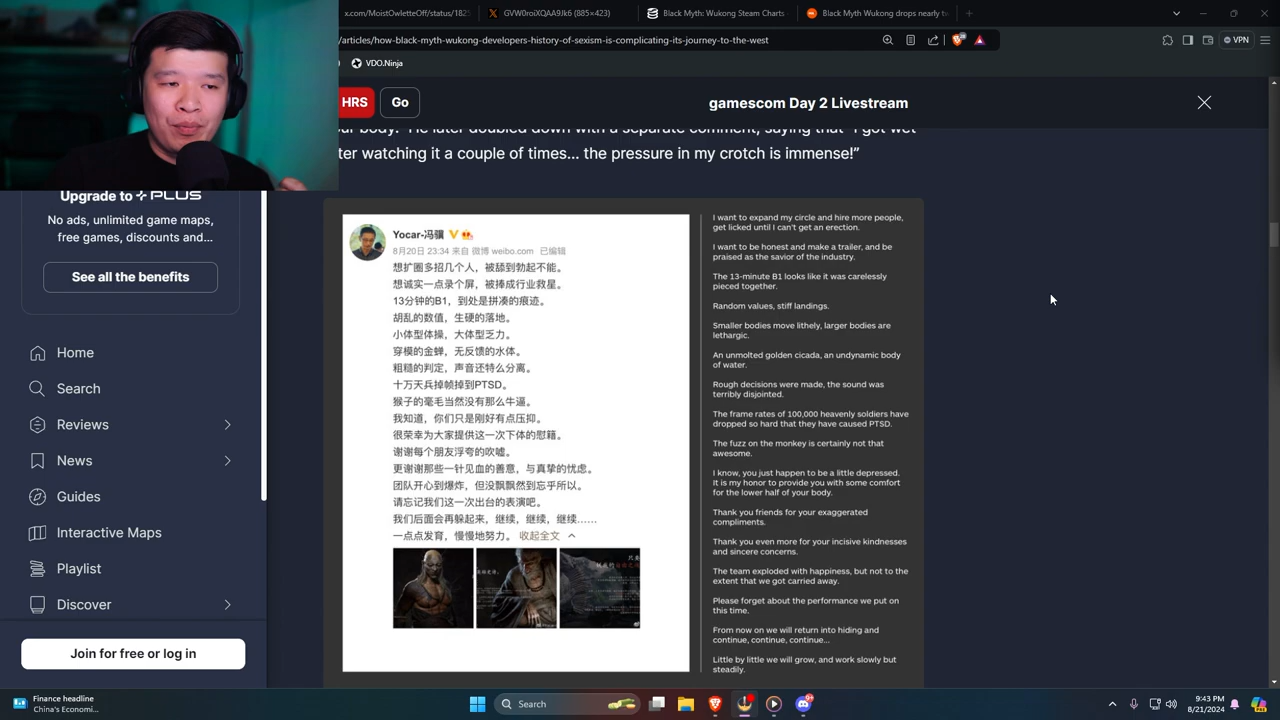 x.com/MoistOwletteOff/status/182
GVW0roiXQAA9Jk6 (885×423)
Black Myth: Wukong Steam Charts
Black Myth Wukong drops nearly tw
/articles/how-black-myth-wukong-developers-history-of-sexism-is-complicating-its-journey-to-the-west
VPN
VDO.Ninja
HRS
Go
gamescom Day 2 Livestream
ur body." He later doubled down with a separate comment, saying that "I got wet
ter watching it a couple of times... the pressure in my crotch is immense!"
Upgrade to PLUS
No ads, unlimited game maps,
free games, discounts and...
See all the benefits
Home
Search
Reviews
News
Guides
Interactive Maps
Playlist
Discover
Join for free or log in
Yocar-冯骥
8月20日 23:34 来自 微博 weibo.com 已编辑
想扩圈多招几个人，被舔到勃起不能。
想诚实一点录个屏，被捧成行业救星。
13分钟的B1，到处是拼凑的痕迹。
胡乱的数值，生硬的落地。
小体型体操，大体型乏力。
穿模的金蝉，无反馈的水体。
粗糙的判定，声音还特么分离。
十万天兵掉帧掉到PTSD。
猴子的毫毛当然没有那么牛逼。
我知道，你们只是刚好有点压抑。
很荣幸为大家提供这一次下体的慰籍。
谢谢每个朋友浮夸的吹嘘。
更谢谢那些一针见血的善意，与真挚的忧虑。
团队开心到爆炸，但没飘飘然到忘乎所以。
请忘记我们这一次出台的表演吧。
我们后面会再躲起来，继续，继续，继续......
一点点发育，慢慢地努力。 收起全文
I want to expand my circle and hire more people,
get licked until I can't get an erection.
I want to be honest and make a trailer, and be
praised as the savior of the industry.
The 13-minute B1 looks like it was carelessly
pieced together.
Random values, stiff landings.
Smaller bodies move lithely, larger bodies are
lethargic.
An unmolted golden cicada, an undynamic body
of water.
Rough decisions were made, the sound was
terribly disjointed.
The frame rates of 100,000 heavenly soldiers have
dropped so hard that they have caused PTSD.
The fuzz on the monkey is certainly not that
awesome.
I know, you just happen to be a little depressed.
It is my honor to provide you with some comfort
for the lower half of your body.
Thank you friends for your exaggerated
compliments.
Thank you even more for your incisive kindnesses
and sincere concerns.
The team exploded with happiness, but not to the
extent that we got carried away.
Please forget about the performance we put on
this time.
From now on we will return into hiding and
continue, continue, continue...
Little by little we will grow, and work slowly but
steadily.
Finance headline
China's Economi...
Search
9:43 PM
8/21/2024